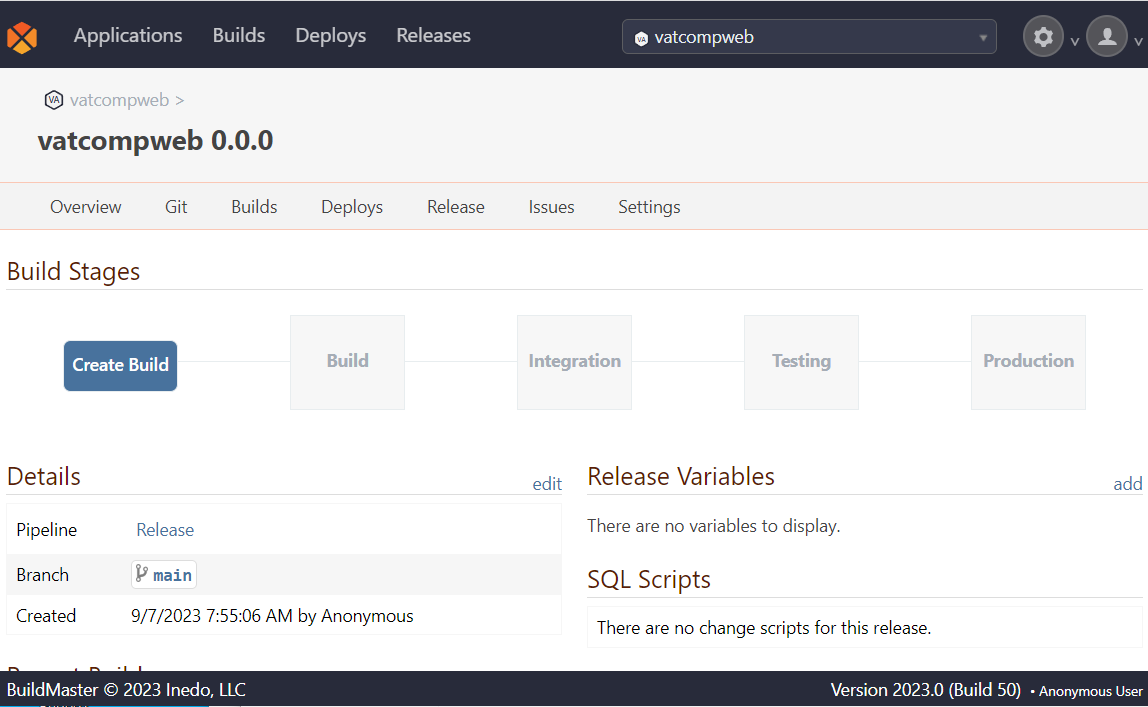 Applications Builds Deploys Releases VA vatcompweb
VA vatcompweb >
vatcompweb 0.0.0
Overview Git Builds Deploys Release Issues Settings
Build Stages
Create Build Build Integration Testing Production
Details edit
Pipeline Release
Branch main
Created 9/7/2023 7:55:06 AM by Anonymous
Release Variables add
There are no variables to display.
SQL Scripts
There are no change scripts for this release.
BuildMaster © 2023 Inedo, LLC Version 2023.0 (Build 50) • Anonymous User